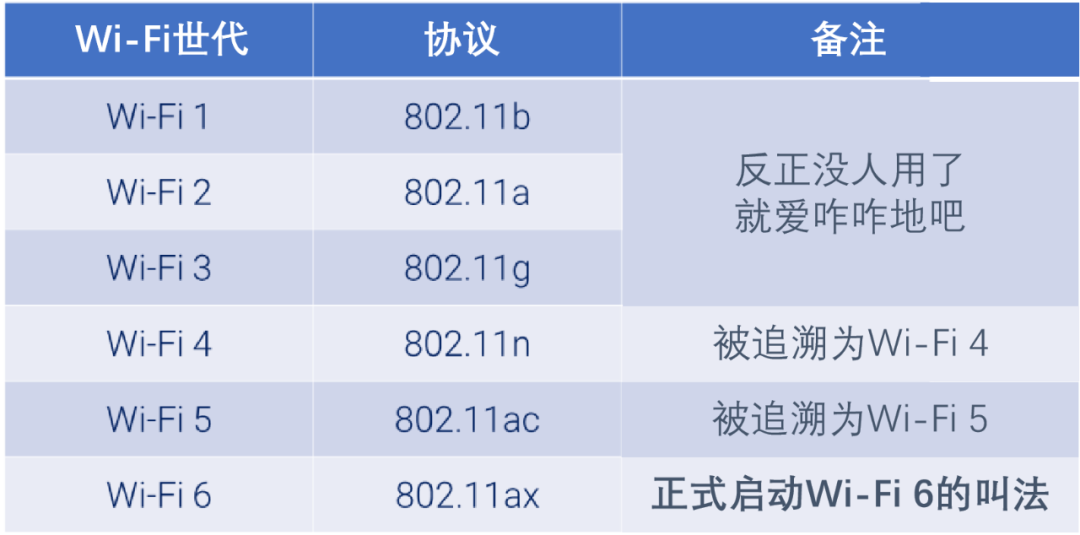 Wi-Fi世代 协议 备注
Wi-Fi 1 802.11b
反正没人用了
就爱咋咋地吧
Wi-Fi 2 802.11a
Wi-Fi 3 802.11g
Wi-Fi 4 802.11n 被追溯为Wi-Fi 4
Wi-Fi 5 802.11ac 被追溯为Wi-Fi 5
Wi-Fi 6 802.11ax 正式启动Wi-Fi 6的叫法